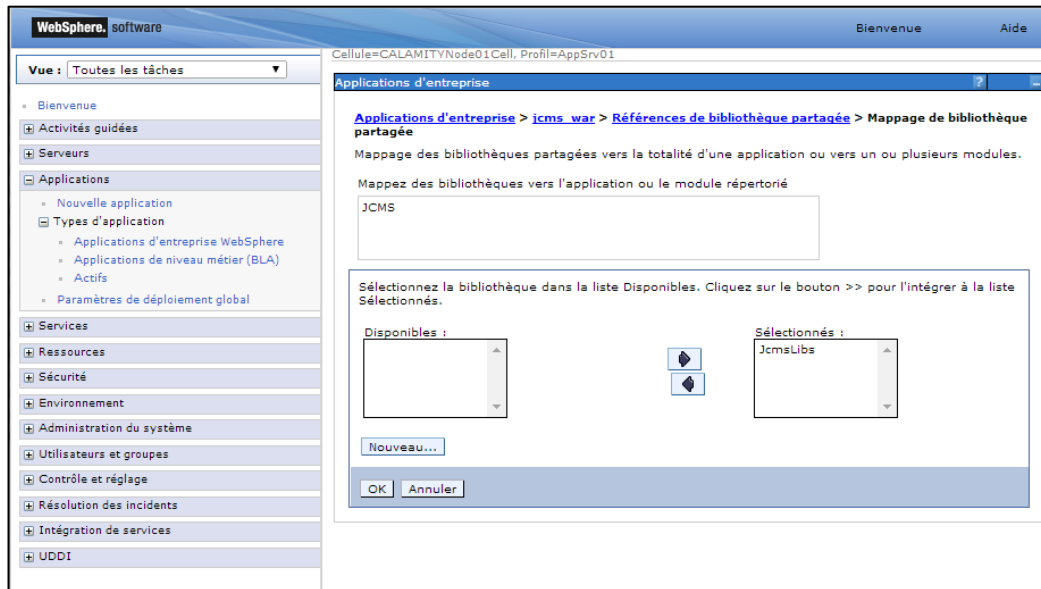 WebSphere. software
Bienvenue
Aide
Cellule=CALAMITYNode01Cell, Profil=AppSrv01
Vue : Toutes les tâches
Bienvenue
Activités guidées
Serveurs
Applications
Nouvelle application
Types d'application
Applications d'entreprise WebSphere
Applications de niveau métier (BLA)
Actifs
Paramètres de déploiement global
Services
Ressources
Sécurité
Environnement
Administration du système
Utilisateurs et groupes
Contrôle et réglage
Résolution des incidents
Intégration de services
UDDI
Applications d'entreprise
?
Applications d'entreprise > jcms_war > Références de bibliothèque partagée > Mappage de bibliothèque
partagée
Mappage des bibliothèques partagées vers la totalité d'une application ou vers un ou plusieurs modules.
Mappez des bibliothèques vers l'application ou le module répertorié
JCMS
Sélectionnez la bibliothèque dans la liste Disponibles. Cliquez sur le bouton >> pour l'intégrer à la liste
Sélectionnés.
Disponibles :
Sélectionnés :
JcmsLibs
Nouveau...
OK
Annuler